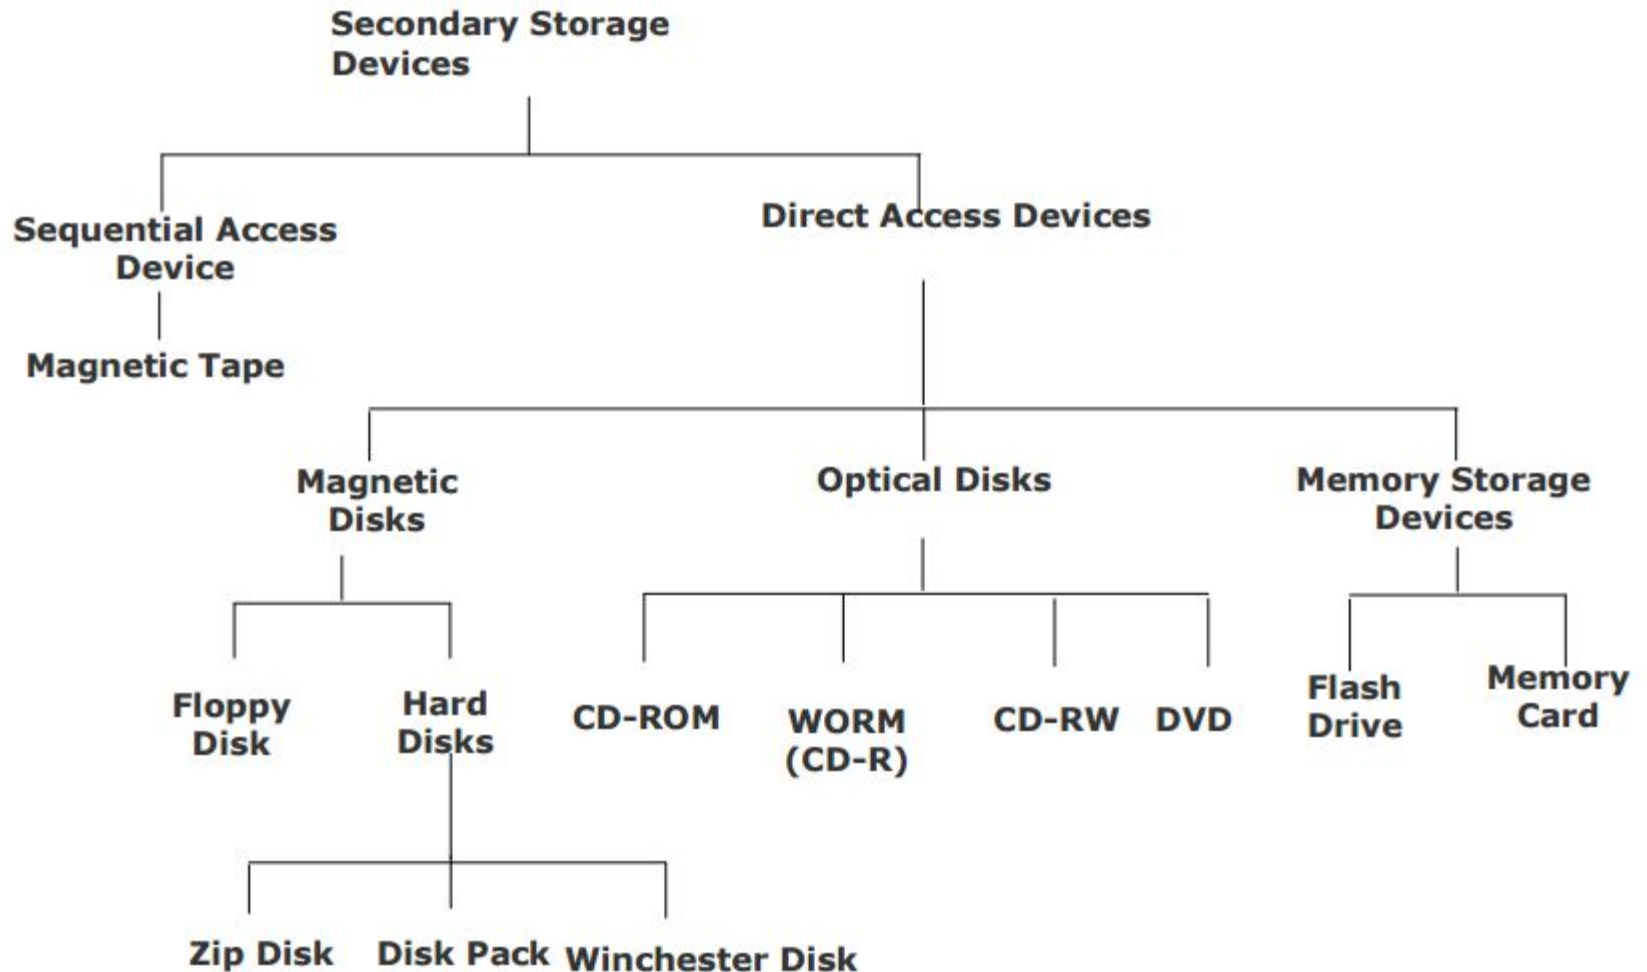 Secondary Storage
Devices
Sequential Access
Device
Direct Access Devices
Magnetic Tape
Magnetic
Disks
Optical Disks
Memory Storage
Devices
Floppy
Disk
Hard
Disks
CD-ROM
WORM
(CD-R)
CD-RW
DVD
Flash
Drive
Memory
Card
Zip Disk
Disk Pack
Winchester Disk